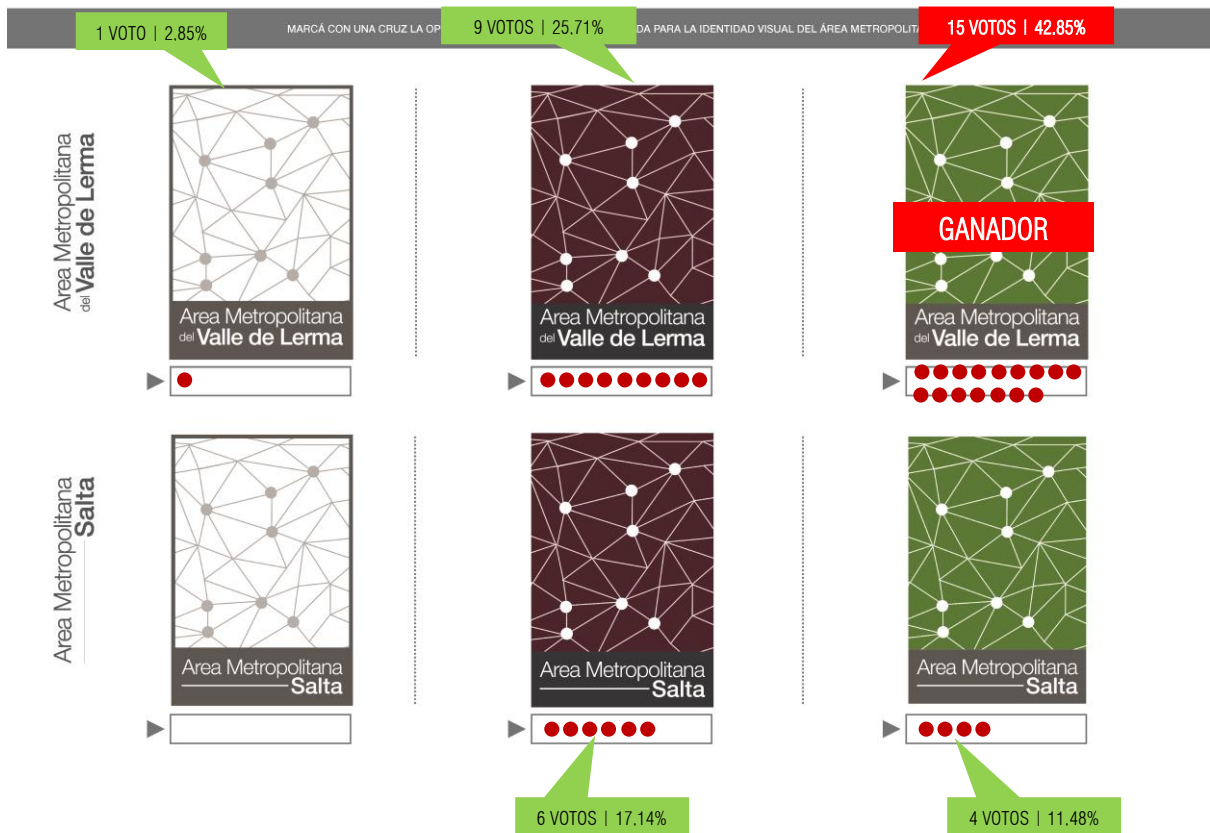 1 VOTO | 2,85%
MARCÁ CON UNA CRUZ LA
9 VOTOS | 25,71%
PARA LA IDENTIDAD VISUAL DEL ÁREA
15 VOTOS | 42.85%
Area Metropolitana
del Valle de Lerma
Area Metropolitana
del Valle de Lerma
Area Metropolitana
del Valle de Lerma
GANADOR
Area Metropolitana
del Valle de Lerma
Area Metropolitana
Salta
Area Metropolitana
Salta
Area Metropolitana
Salta
Area Metropolitana
Salta
6 VOTOS | 17,14%
4 VOTOS | 11,48%